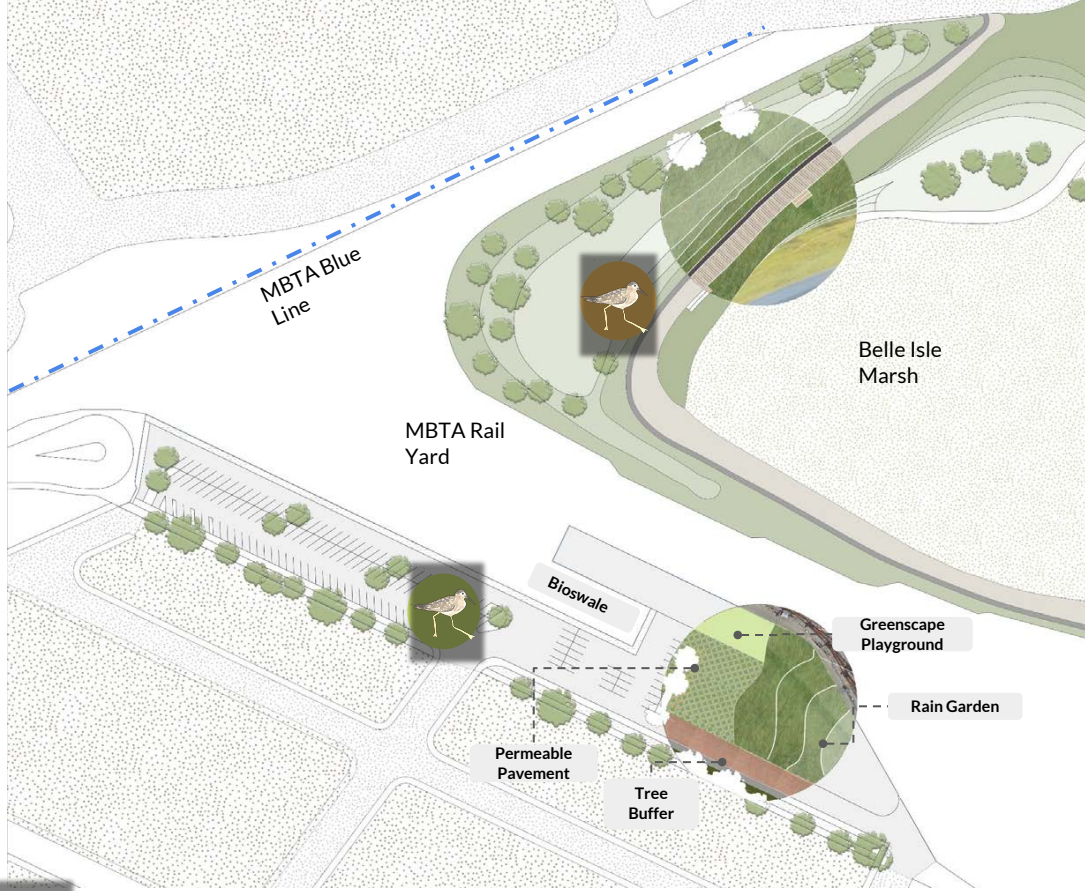 MBTA Blue
Line
Belle Isle
Marsh
MBTA Rail
Yard
Bioswale
Greenscape
Playground
Rain Garden
Permeable
Pavement
Tree
Buffer